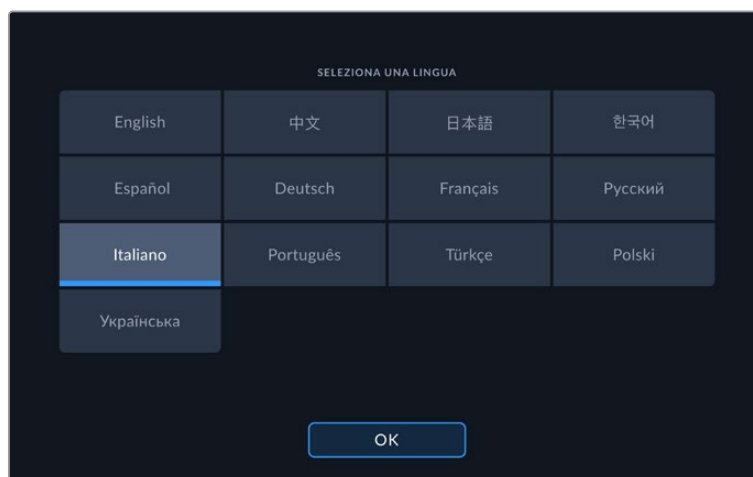 SELEZIONA UNA LINGUA
English 中文 日本語 한국어
Español Deutsch Français Русский
Italiano Português Türkçe Polski
Українська
OK